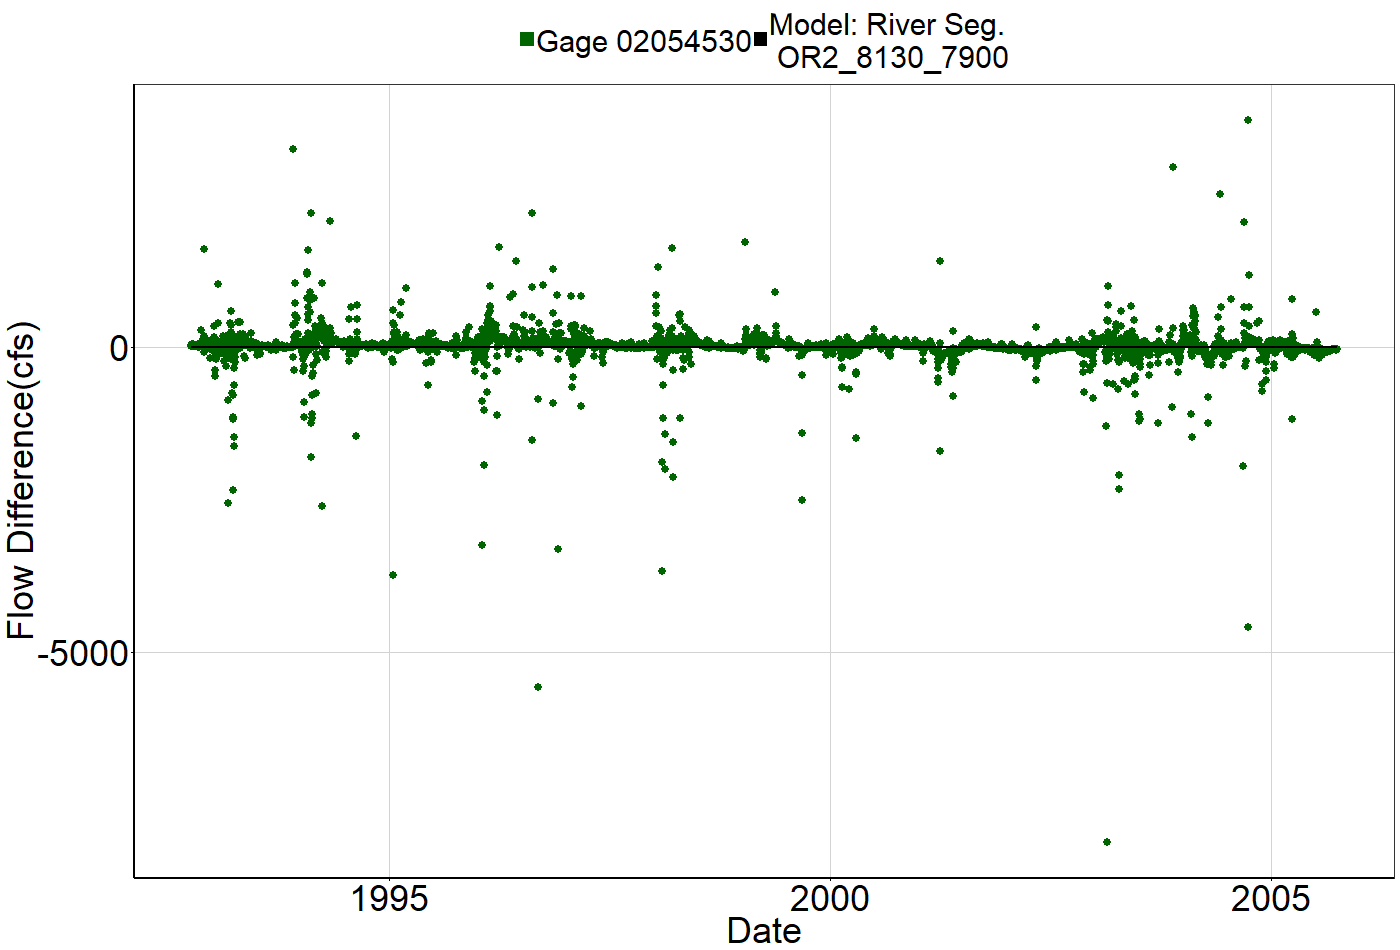 Gage 02054530
Model: River Seg.
OR2_8130_7900
Flow Difference(cfs)
0
-5000
1995
2000
2005
Date